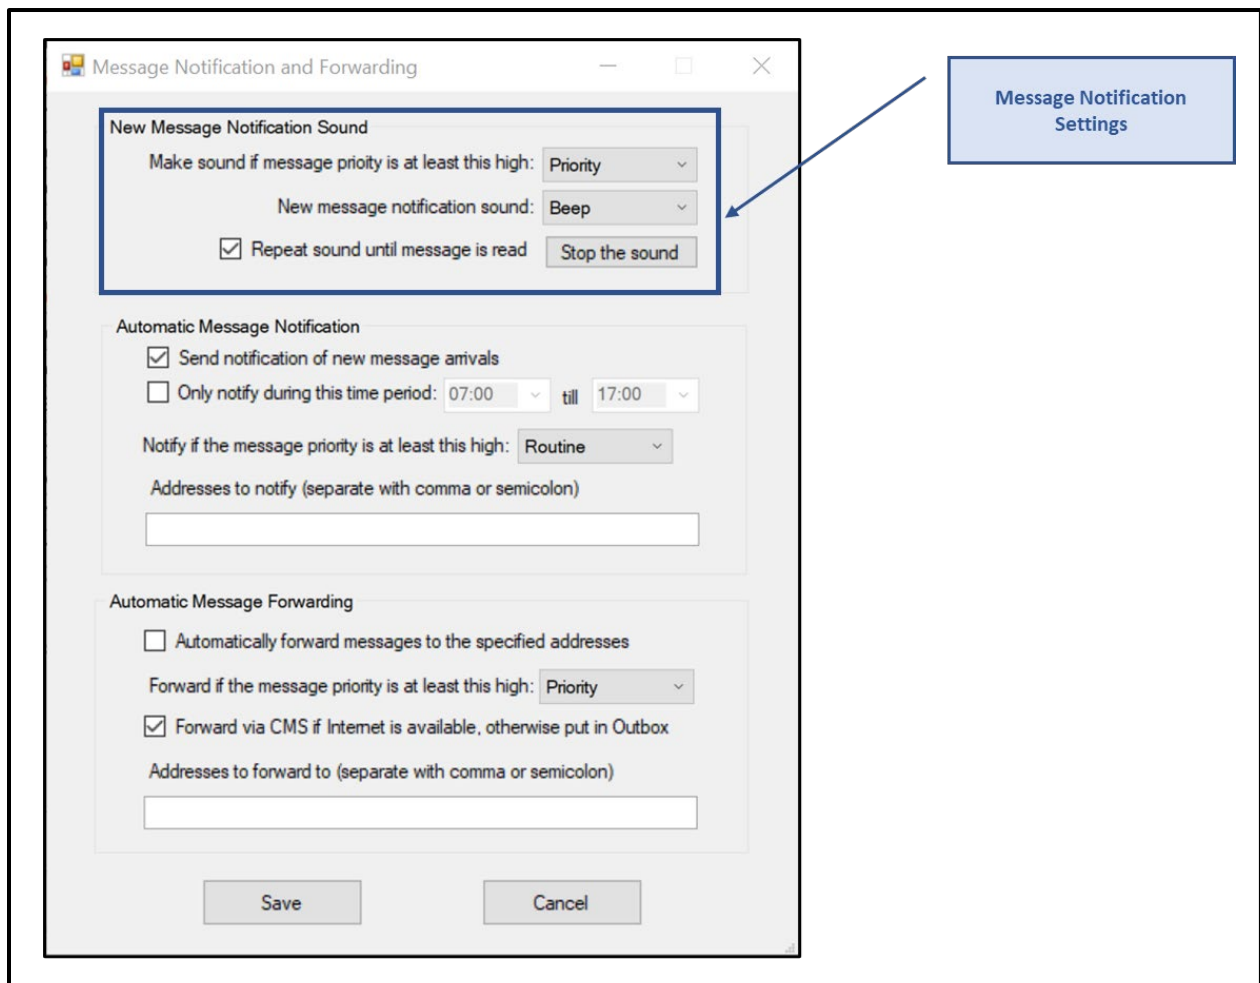 Message Notification and Forwarding
Message Notification
Settings
New Message Notification Sound
Make sound if message prioity is at least this high: Priority
New message notification sound: Beep
Repeat sound until message is read Stop the sound
Automatic Message Notification
Send notification of new message arrivals
Only notify during this time period: 07:00 till 17:00
Notify if the message priority is at least this high: Routine
Addresses to notify (separate with comma or semicolon)
Automatic Message Forwarding
Automatically forward messages to the specified addresses
Forward if the message priority is at least this high: Priority
Forward via CMS if Internet is available, otherwise put in Outbox
Addresses to forward to (separate with comma or semicolon)
Save Cancel